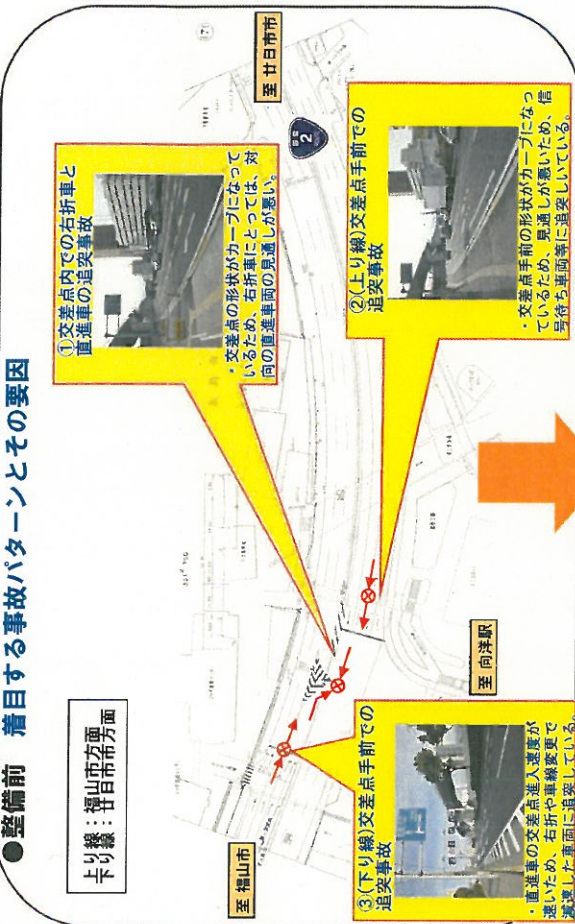 ●整備前 着目する事故パターンとその要因
上り線：福山市方面
下り線：廿日市市方面
①交差点内での右折車と
直進車の追突事故
・交差点の形状がカーブになって
いるため、右折車にとっては、対
向の直進車両の見通しが悪い。
至 廿日市市
国道
2
②(上り線)交差点手前での
追突事故
・交差点手前の形状がカーブになっ
ているため、見通しが悪いため、信
号待ち車両等に追突しいている。
至 福山市
至 向洋駅
③(下り線)交差点手前での
追突事故
・直進車の交差点進入速度が
速いため、右折や車線変更で
減速した車両に追突している。